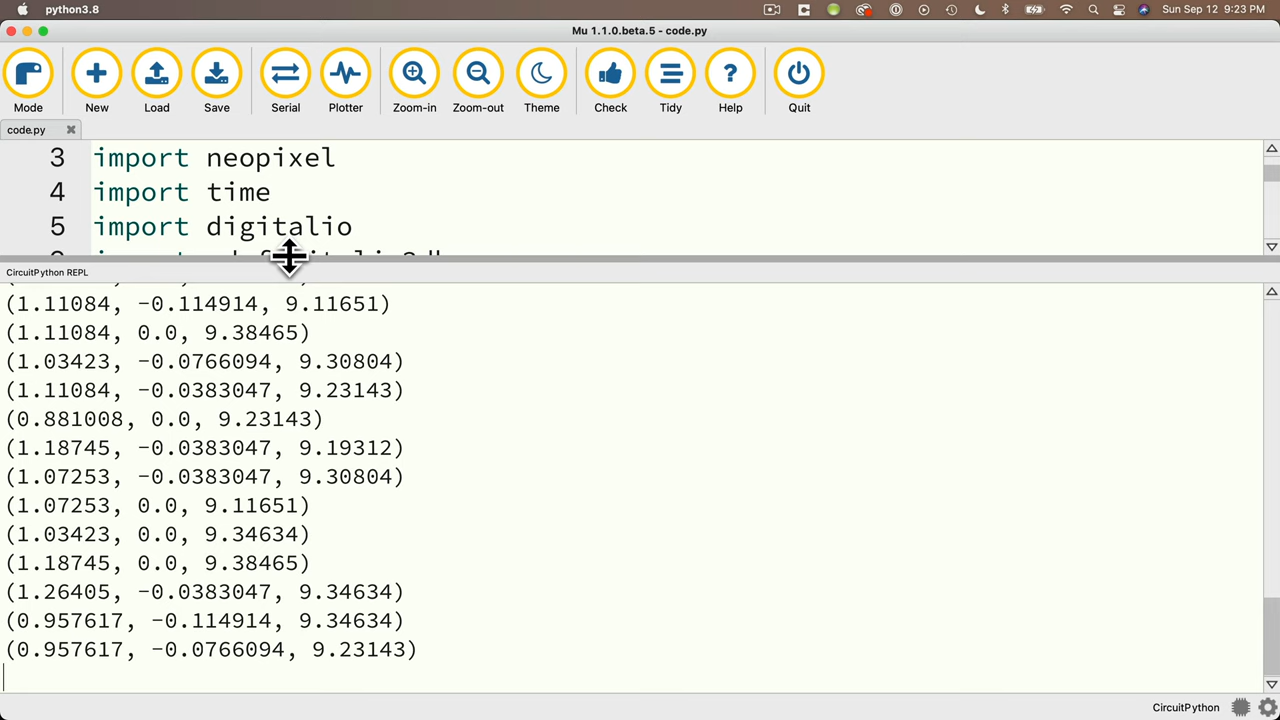 python3.8
Sun Sep 12 9:23 PM
Mu 1.1.0.beta.5 - code.py
Mode
New
Load
Save
Serial
Plotter
Zoom-in
Zoom-out
Theme
Check
Tidy
Help
Quit
code.py
3 import neopixel
4 import time
5 import digitalio
CircuitPython REPL
(1.11084, -0.114914, 9.11651)
(1.11084, 0.0, 9.38465)
(1.03423, -0.0766094, 9.30804)
(1.11084, -0.0383047, 9.23143)
(0.881008, 0.0, 9.23143)
(1.18745, -0.0383047, 9.19312)
(1.07253, -0.0383047, 9.30804)
(1.07253, 0.0, 9.11651)
(1.03423, 0.0, 9.34634)
(1.18745, 0.0, 9.38465)
(1.26405, -0.0383047, 9.34634)
(0.957617, -0.114914, 9.34634)
(0.957617, -0.0766094, 9.23143)
CircuitPython